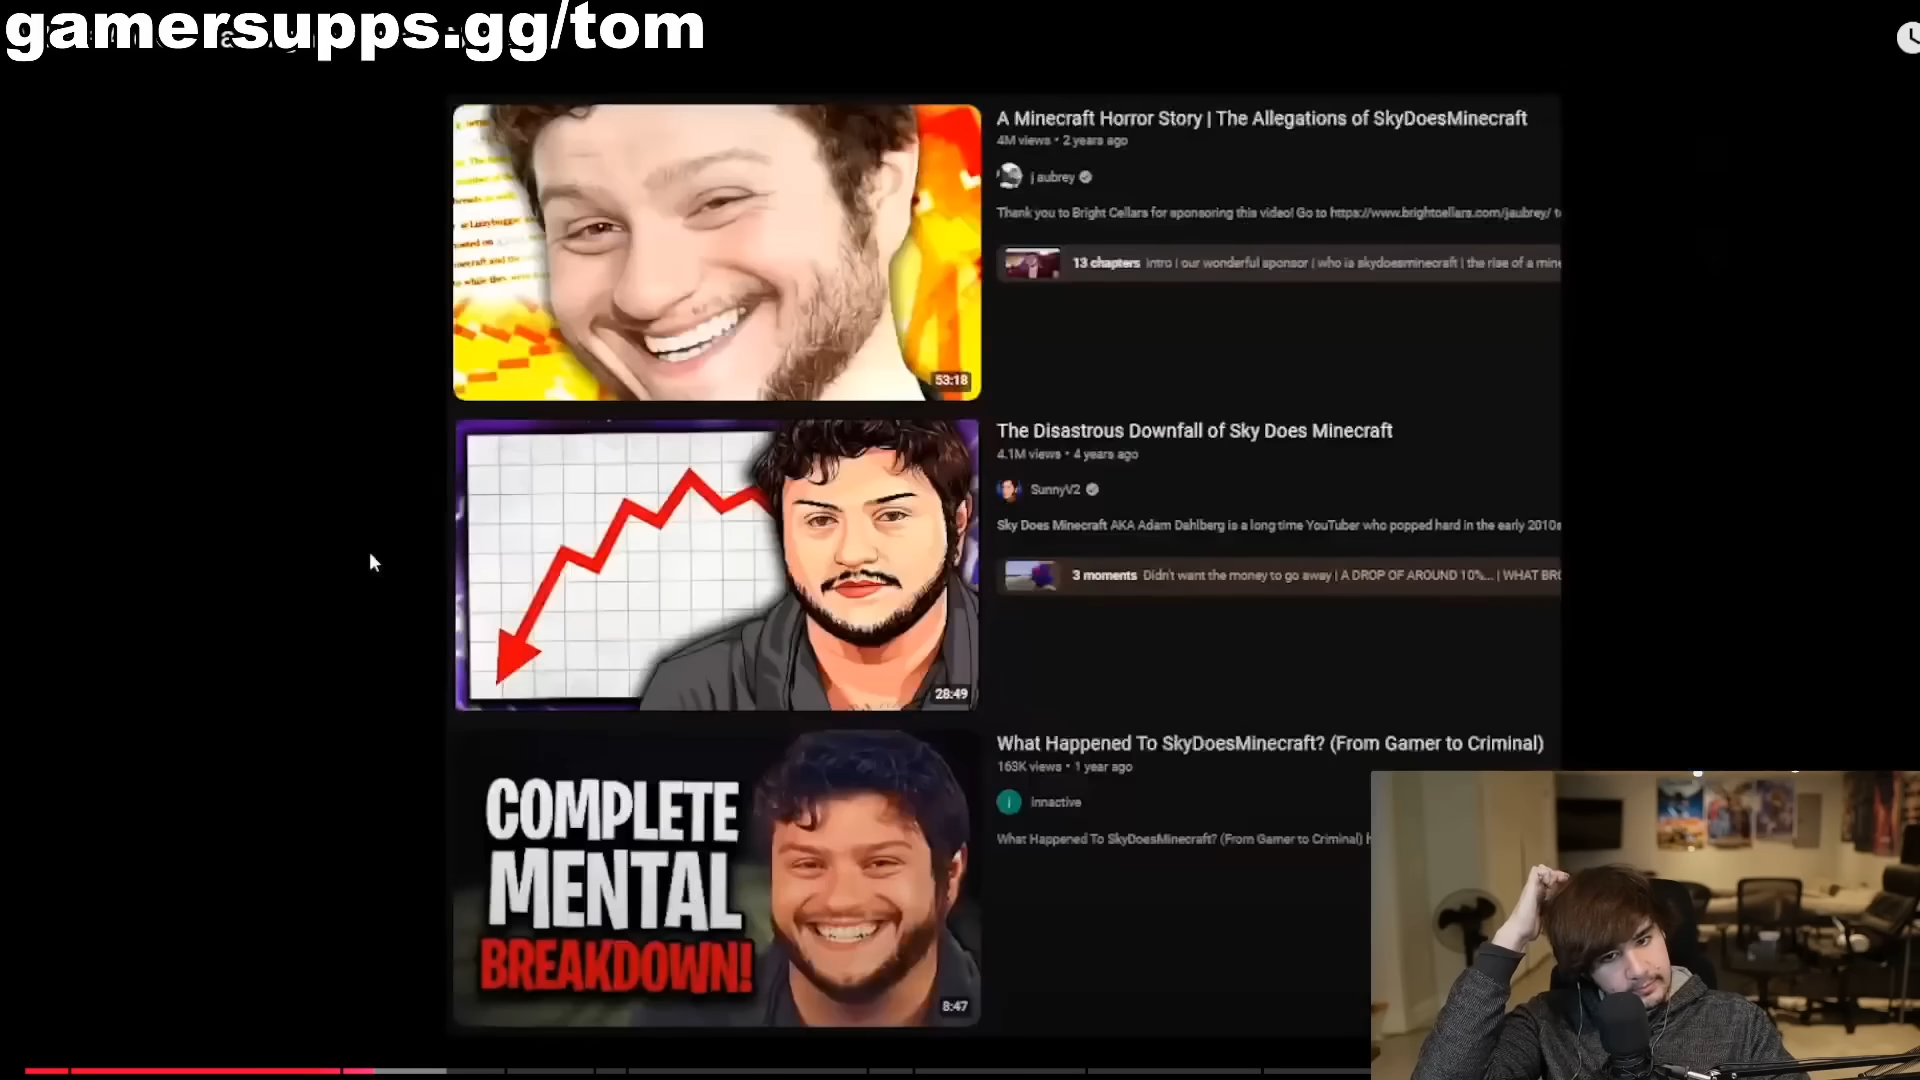 gamersupps.gg/tom
A Minecraft Horror Story | The Allegations of SkyDoesMinecraft
4M views • 2 years ago
j aubrey
Thank you to Bright Cellars for sponsoring this video! Go to https://www.brightcellars.com/jaubrey/ t
13 chapters Intro | our wonderful sponsor | who is skydoesminecraft | the rise of a mine
53:18
The Disastrous Downfall of Sky Does Minecraft
4.1M views • 4 years ago
SunnyV2
Sky Does Minecraft AKA Adam Dahlberg is a long time YouTuber who popped hard in the early 2010s
3 moments Didn't want the money to go away | A DROP OF AROUND 10%... | WHAT BRO
28:49
What Happened To SkyDoesMinecraft? (From Gamer to Criminal)
163K views • 1 year ago
i innactive
What Happened To SkyDoesMinecraft? (From Gamer to Criminal) h
COMPLETE
MENTAL
BREAKDOWN!
8:47